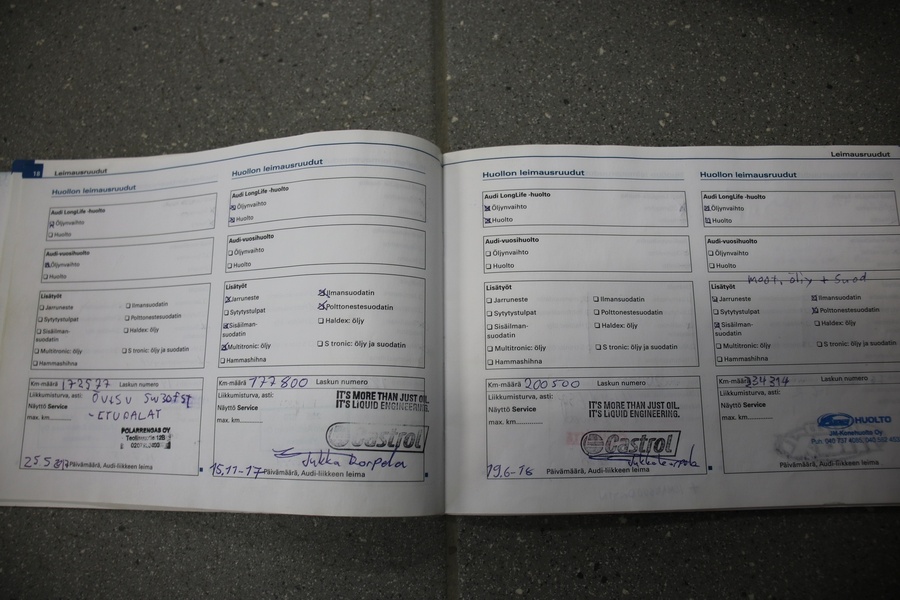 18 Leimausruudut
Huollon leimausruudut
Audi LongLife -huolto
Öljynvaihto
Huolto
Audi-vuosihuolto
Öljynvaihto
Huolto
Lisätyöt
Jarruneste
Ilmansuodatin
Sytytystulpat
Polttonestesuodatin
Sisäilman-
suodatin
Haldex: öljy
Multitronic: öljy
S tronic: öljy ja suodatin
Hammashihna
Km-määrä 172577 Laskun numero
Liikkumisturva, asti:
Näyttö Service
max. km
POLARRENGAS OY
Päivämäärä, Audi-liikkeen leima
Huollon leimausruudut
Audi LongLife -huolto
Öljynvaihto
Huolto
Audi-vuosihuolto
Öljynvaihto
Huolto
Lisätyöt
Jarruneste
Ilmansuodatin
Sytytystulpat
Polttonestesuodatin
Sisäilman-
suodatin
Haldex: öljy
Multitronic: öljy
S tronic: öljy ja suodatin
Hammashihna
Km-määrä 177800 Laskun numero
Liikkumisturva, asti:
Näyttö Service
max. km
IT'S MORE THAN JUST OIL.
IT'S LIQUID ENGINEERING.
Castrol
Jukka Korpela
15.11-17 Päivämäärä, Audi-liikkeen leima
Leimausruudut
Huollon leimausruudut
Audi LongLife -huolto
Öljynvaihto
Huolto
Audi-vuosihuolto
Öljynvaihto
Huolto
Lisätyöt
Jarruneste
Ilmansuodatin
Sytytystulpat
Polttonestesuodatin
Sisäilman-
suodatin
Haldex: öljy
Multitronic: öljy
S tronic: öljy ja suodatin
Hammashihna
Km-määrä 200500 Laskun numero
Liikkumisturva, asti:
Näyttö Service
max. km
IT'S MORE THAN JUST OIL.
IT'S LIQUID ENGINEERING.
Castrol
19.6-18 Päivämäärä, Audi-liikkeen leima
Huollon leimausruudut
Audi LongLife -huolto
Öljynvaihto
Huolto
Audi-vuosihuolto
Öljynvaihto
Huolto
moot. öljy + suod
Lisätyöt
Jarruneste
Ilmansuodatin
Sytytystulpat
Polttonestesuodatin
Sisäilman-
suodatin
Haldex: öljy
Multitronic: öljy
S tronic: öljy ja suodatin
Hammashihna
Km-määrä 234314 Laskun numero
Liikkumisturva, asti:
Näyttö Service
max. km
HUOLTO
Päivämäärä, Audi-liikkeen leima